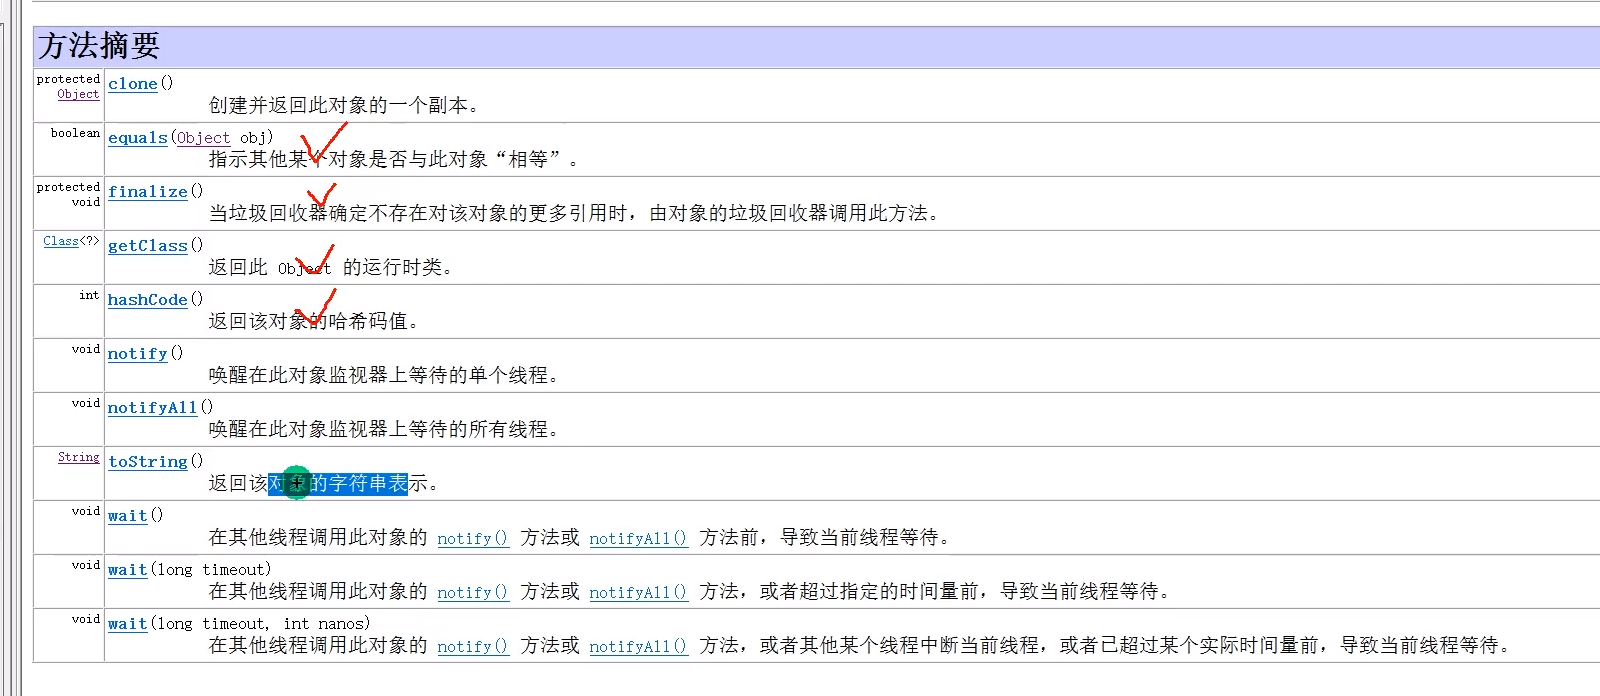 方法摘要
protected Object clone()
创建并返回此对象的一个副本。
boolean equals(Object obj)
指示其他某个对象是否与此对象“相等”。
protected void finalize()
当垃圾回收器确定不存在对该对象的更多引用时，由对象的垃圾回收器调用此方法。
Class<?> getClass()
返回此 Object 的运行时类。
int hashCode()
返回该对象的哈希码值。
void notify()
唤醒在此对象监视器上等待的单个线程。
void notifyAll()
唤醒在此对象监视器上等待的所有线程。
String toString()
返回该对象的字符串表示。
void wait()
在其他线程调用此对象的 notify() 方法或 notifyAll() 方法前，导致当前线程等待。
void wait(long timeout)
在其他线程调用此对象的 notify() 方法或 notifyAll() 方法，或者超过指定的时间量前，导致当前线程等待。
void wait(long timeout, int nanos)
在其他线程调用此对象的 notify() 方法或 notifyAll() 方法，或者其他某个线程中断当前线程，或者已超过某个实际时间量前，导致当前线程等待。